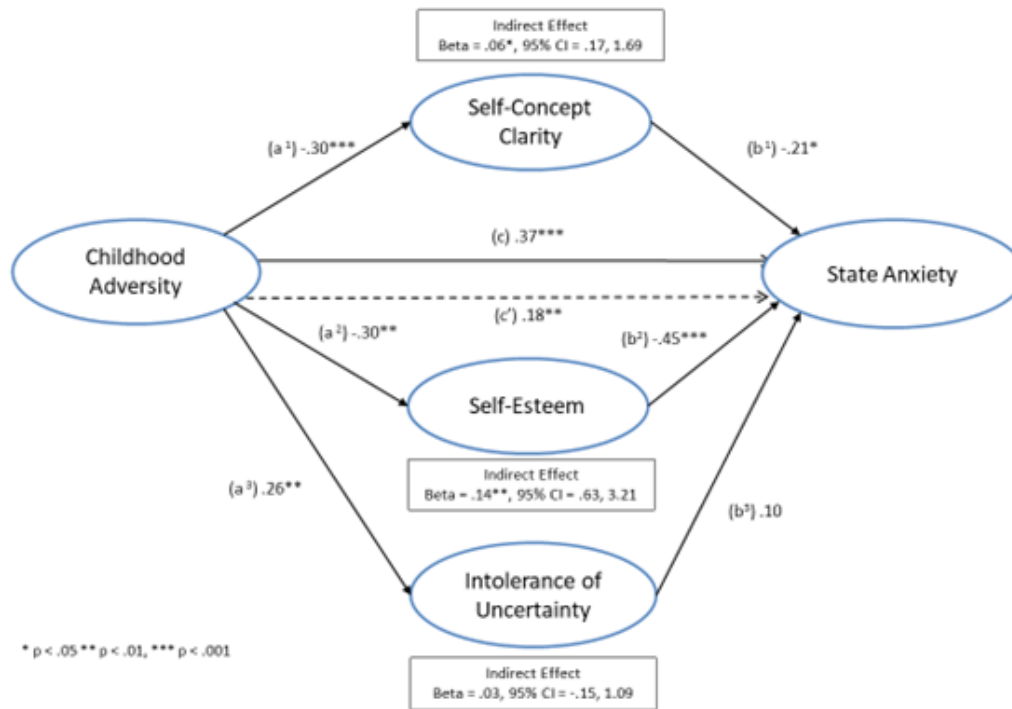 Indirect Effect
Beta = .06*, 95% CI = .17, 1.69
Self-Concept
Clarity
(a¹) -.30***
(b¹) -.21*
(c) .37***
Childhood
Adversity
State Anxiety
(c') .18**
(a²) -.30**
(b²) -.45***
Self-Esteem
Indirect Effect
Beta = .14**, 95% CI = .63, 3.21
(a³) .26**
(b³) .10
Intolerance of
Uncertainty
* p < .05 ** p < .01, *** p < .001
Indirect Effect
Beta = .03, 95% CI = -.15, 1.09